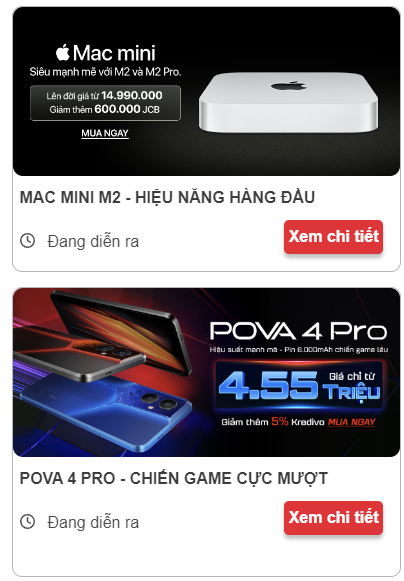 Mac mini
Siêu mạnh mẽ với M2 và M2 Pro.
Lên đời giá từ 14.990.000
Giảm thêm 600.000 JCB
MUA NGAY
MAC MINI M2 - HIỆU NĂNG HÀNG ĐẦU
Đang diễn ra
Xem chi tiết
POVA 4 Pro
Hiệu suất mạnh mẽ - Pin 6.000mAh chiến game lâu
Giá chỉ từ
4.55 TRIỆU
Giảm thêm 5% Kredivo MUA NGAY
POVA 4 PRO - CHIẾN GAME CỰC MƯỢT
Đang diễn ra
Xem chi tiết